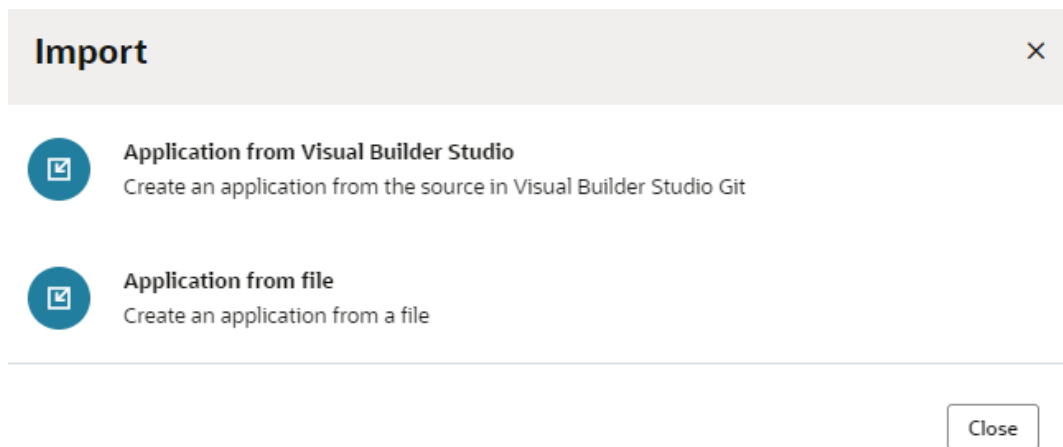 Import
Application from Visual Builder Studio
Create an application from the source in Visual Builder Studio Git
Application from file
Create an application from a file
Close